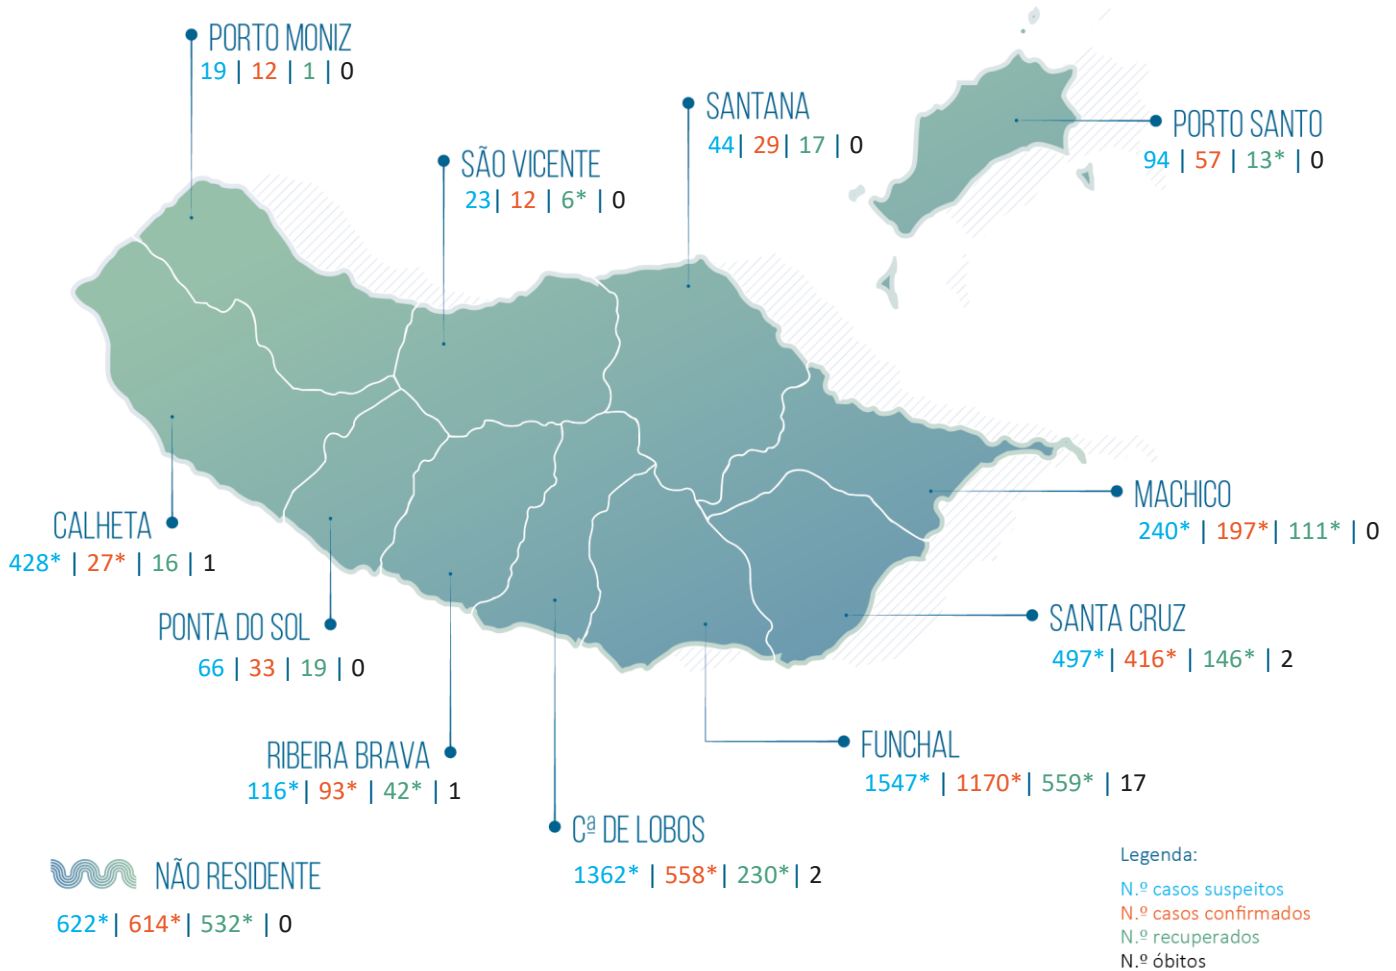 PORTO MONIZ
19 | 12 | 1 | 0
SANTANA
44| 29| 17 | 0
PORTO SANTO
94 | 57 | 13* | 0
SÃO VICENTE
23| 12 | 6* | 0
MACHICO
240* | 197*| 111* | 0
CALHETA
428* | 27* | 16 | 1
PONTA DO SOL
66 | 33 | 19 | 0
SANTA CRUZ
497*| 416* | 146* | 2
RIBEIRA BRAVA
116*| 93* | 42* | 1
FUNCHAL
1547* | 1170*| 559* | 17
Cª DE LOBOS
1362* | 558*| 230*| 2
NÃO RESIDENTE
622*| 614*| 532* | 0
Legenda:
N.º casos suspeitos
N.º casos confirmados
N.º recuperados
N.º óbitos